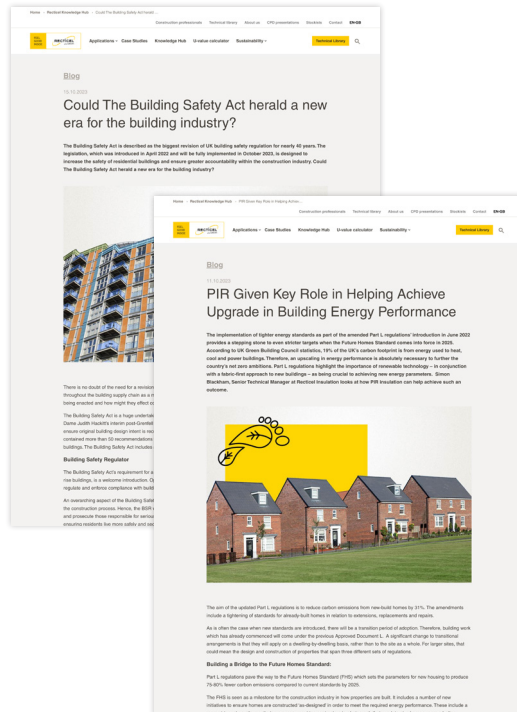 Home Recticel Knowledge Hub Could The Building Safety Act herald ...
Construction professionals Technical library About us CPD presentations Stockists Contact EN-GB
RECTICEL
Applications Case Studies Knowledge Hub U-value calculator Sustainability
Technical Library
Blog
Could The Building Safety Act herald a new
era for the building industry?
The Building Safety Act is described as the biggest revision of UK building safety regulation for nearly 40 years. The
legislation, which was introduced in April 2022 and will be fully implemented in October 2023, is designed to
increase the safety of residential buildings and ensure greater accountability within the construction industry. Could
The Building Safety Act herald a new era for the building industry?
There is no doubt of the need for a revision
throughout the building supply chain as a r
being enacted and how might they affect o
The Building Safety Act is a huge undertak
Dame Judith Hackitt's interim post-Grenfell
ensure original building design intent is rec
contained more than 50 recommendations
buildings. The Building Safety Act includes
Building Safety Regulator
The Building Safety Act's requirement for a
rise buildings, is a welcome introduction. O
regulate and enforce compliance with build
An overarching aspect of the Building Safet
the construction process. Hence, the BSR w
and prosecute those responsible for serious
ensuring residents live more safely and sec
Home Recticel Knowledge Hub PIR Given Key Role in Helping Achiev...
Construction professionals Technical library About us CPD presentations Stockists Contact EN-GB
RECTICEL
Applications Case Studies Knowledge Hub U-value calculator Sustainability
Technical Library
Blog
11.10.2023
PIR Given Key Role in Helping Achieve
Upgrade in Building Energy Performance
The implementation of tighter energy standards as part of the amended Part L regulations' introduction in June 2022
provides a stepping stone to even stricter targets when the Future Homes Standard comes into force in 2025.
According to UK Green Building Council statistics, 19% of the UK's carbon footprint is from energy used to heat,
cool and power buildings. Therefore, an upscaling in energy performance is absolutely necessary to further the
country's net zero ambitions. Part L regulations highlight the importance of renewable technology – in conjunction
with a fabric-first approach to new buildings – as being crucial to achieving new energy parameters. Simon
Blackham, Senior Technical Manager at Recticel Insulation looks at how PIR insulation can help achieve such an
outcome.
The aim of the updated Part L regulations is to reduce carbon emissions from new-build homes by 31%. The amendments
include a tightening of standards for already-built homes in relation to extensions, replacements and repairs.
As is often the case when new standards are introduced, there will be a transition period of adoption. Therefore, building work
which has already commenced will come under the previous Approved Document L. A significant change to transitional
arrangements is that they will apply on a dwelling-by-dwelling basis, rather than to the site as a whole. For larger sites, that
could mean the design and construction of properties that span three different sets of regulations.
Building a Bridge to the Future Homes Standard:
Part L regulations pave the way to the Future Homes Standard (FHS) which sets the parameters for new housing to produce
75-80% fewer carbon emissions compared to current standards by 2025.
The FHS is seen as a milestone for the construction industry in how properties are built. It includes a number of new
initiatives to ensure homes are constructed 'as-designed' in order to meet the required energy performance. These include a